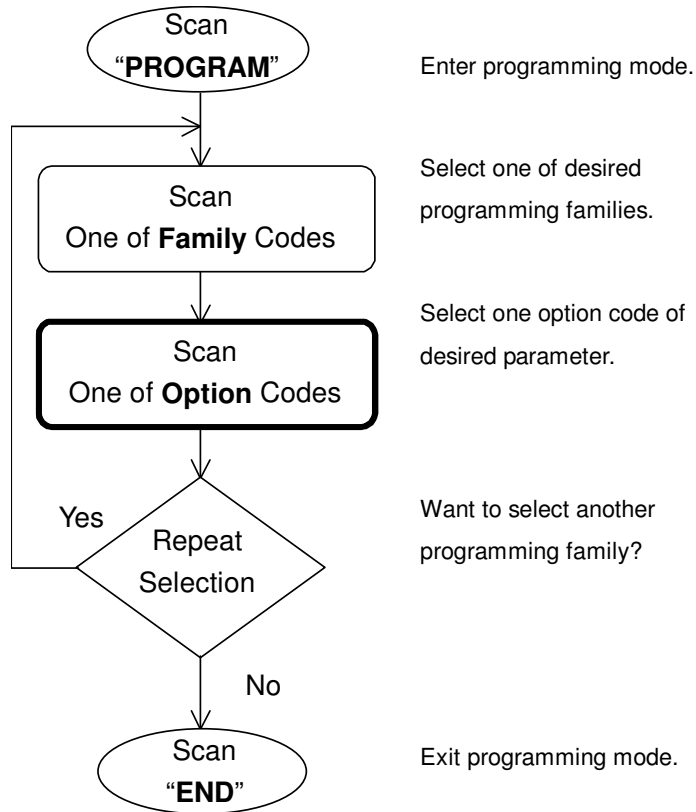 Scan
“PROGRAM”
Enter programming mode.
Scan
One of Family Codes
Select one of desired
programming families.
Scan
One of Option Codes
Select one option code of
desired parameter.
Yes
Repeat
Selection
Want to select another
programming family?
No
Scan
“END”
Exit programming mode.